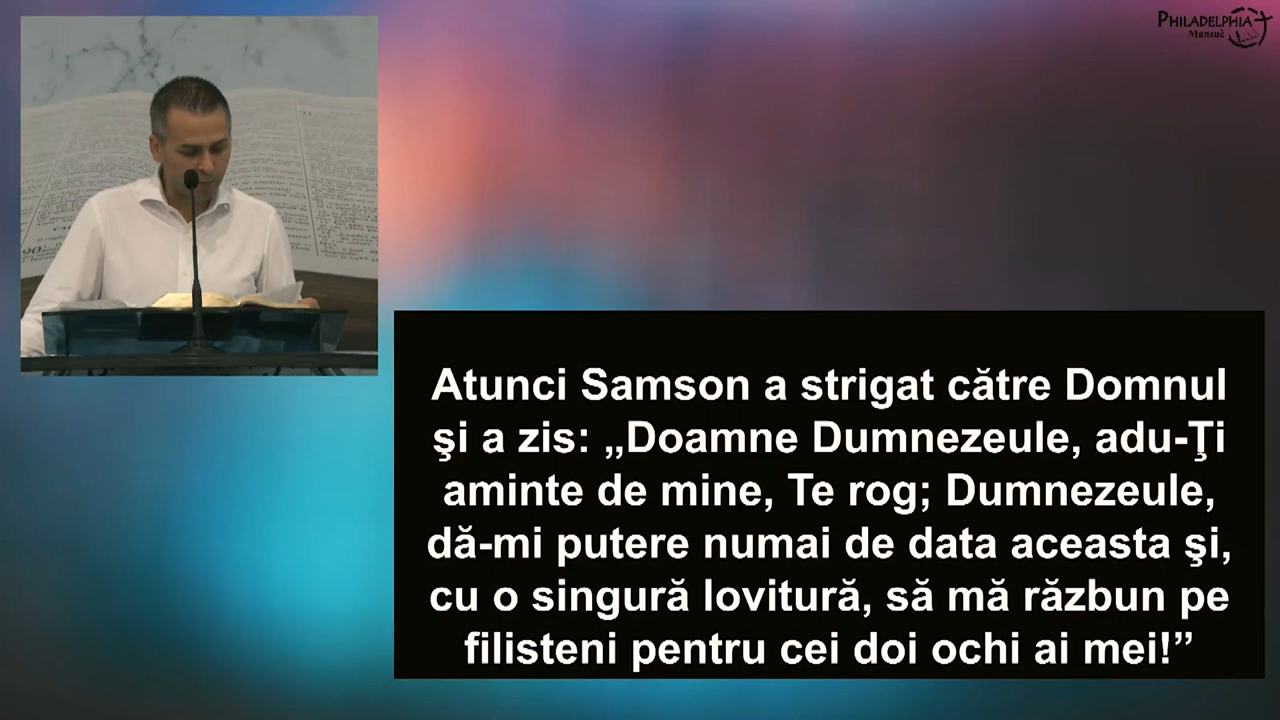 PHILADELPHIA
Mansuè
Atunci Samson a strigat către Domnul
şi a zis: „Doamne Dumnezeule, adu-Ţi
aminte de mine, Te rog; Dumnezeule,
dă-mi putere numai de data aceasta şi,
cu o singură lovitură, să mă răzbun pe
filisteni pentru cei doi ochi ai mei!”